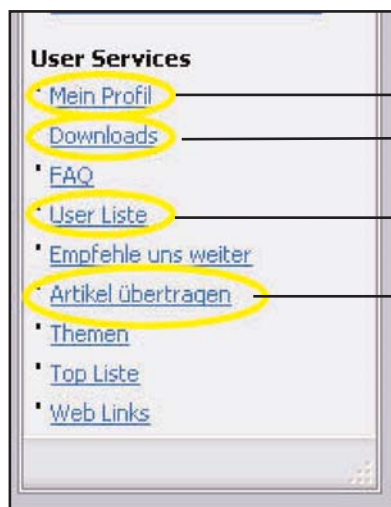 User Services
Mein Profil
Downloads
FAQ
User Liste
Empfehle uns weiter
Artikel übertragen
Themen
Top Liste
Web Links